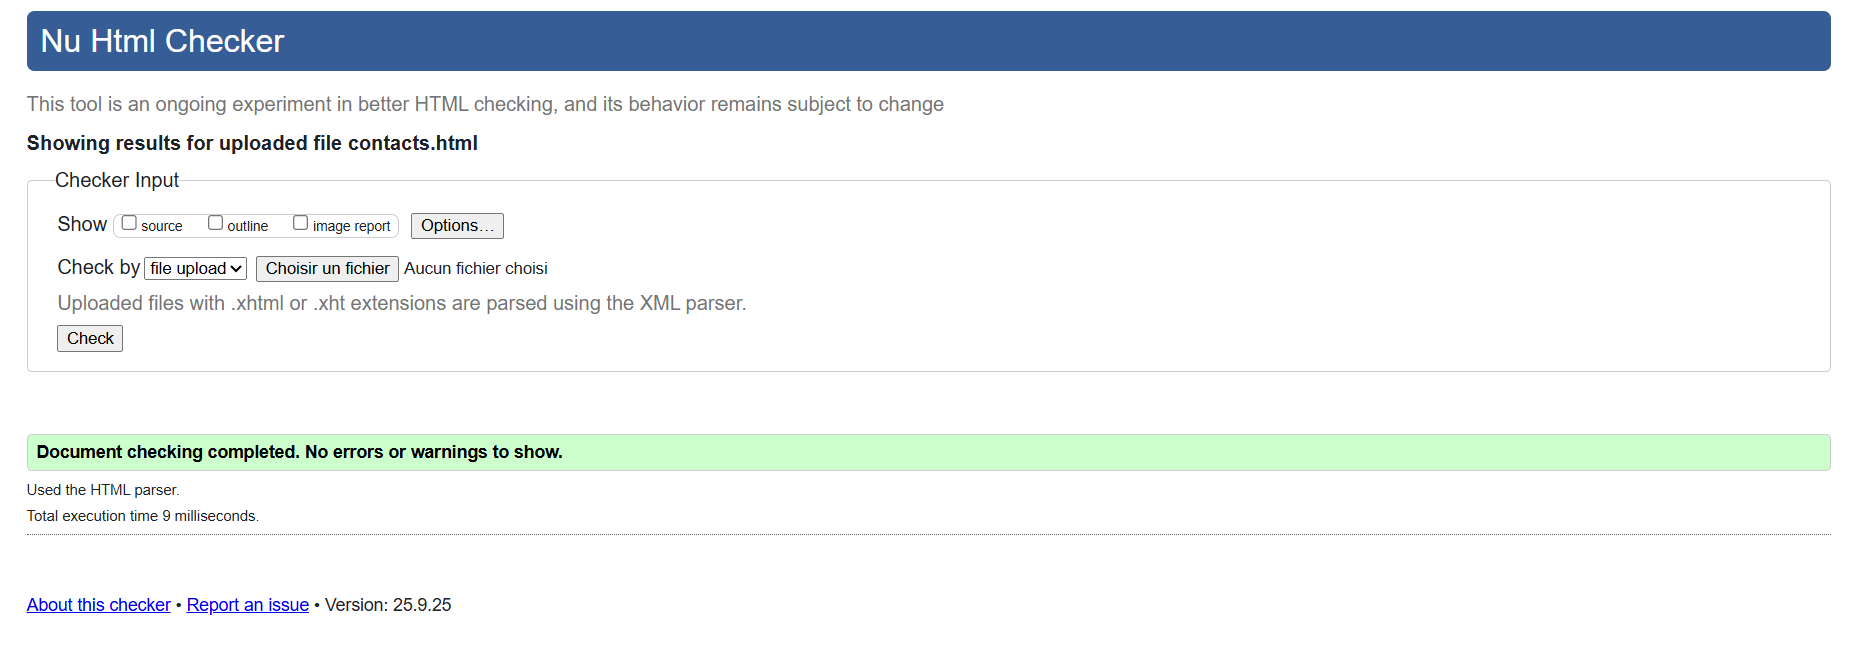 Nu Html Checker
This tool is an ongoing experiment in better HTML checking, and its behavior remains subject to change
Showing results for uploaded file contacts.html
Checker Input
Show source outline image report Options…
Check by file upload Choisir un fichier Aucun fichier choisi
Uploaded files with .xhtml or .xht extensions are parsed using the XML parser.
Check
Document checking completed. No errors or warnings to show.
Used the HTML parser.
Total execution time 9 milliseconds.
About this checker • Report an issue • Version: 25.9.25